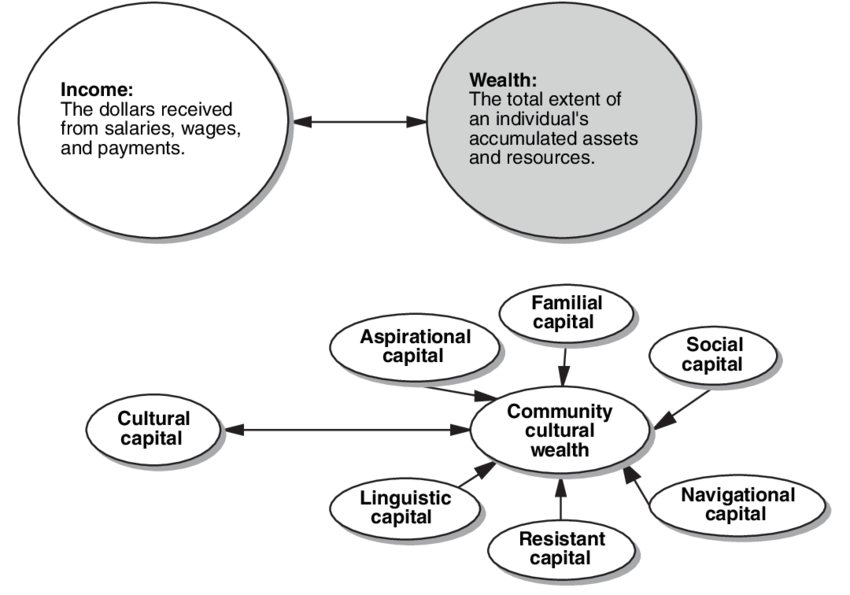 Income:
The dollars received
from salaries, wages,
and payments.
Wealth:
The total extent of
an individual's
accumulated assets
and resources.
Familial
capital
Aspirational
capital
Social
capital
Cultural
capital
Community
cultural
wealth
Linguistic
capital
Navigational
capital
Resistant
capital